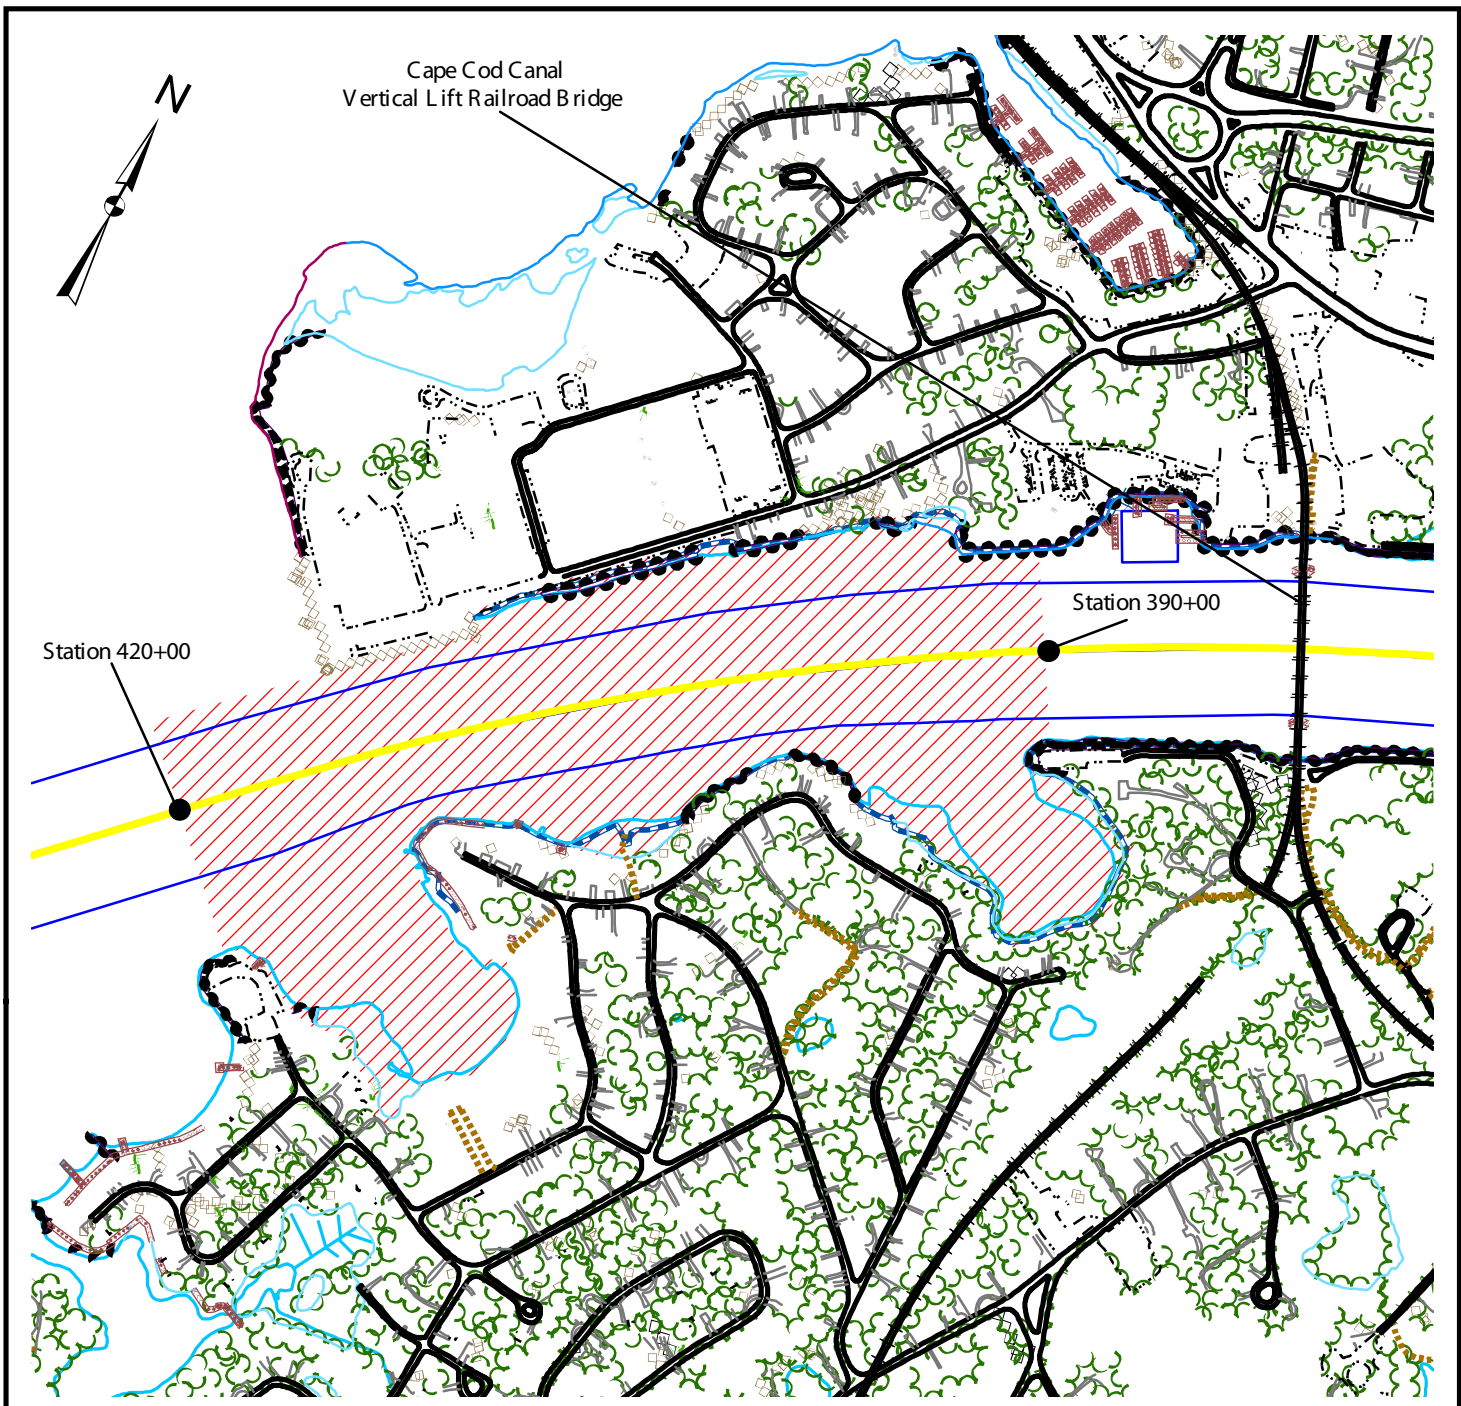 Cape Cod Canal
Vertical Lift Railroad Bridge
N
Station 390+00
Station 420+00